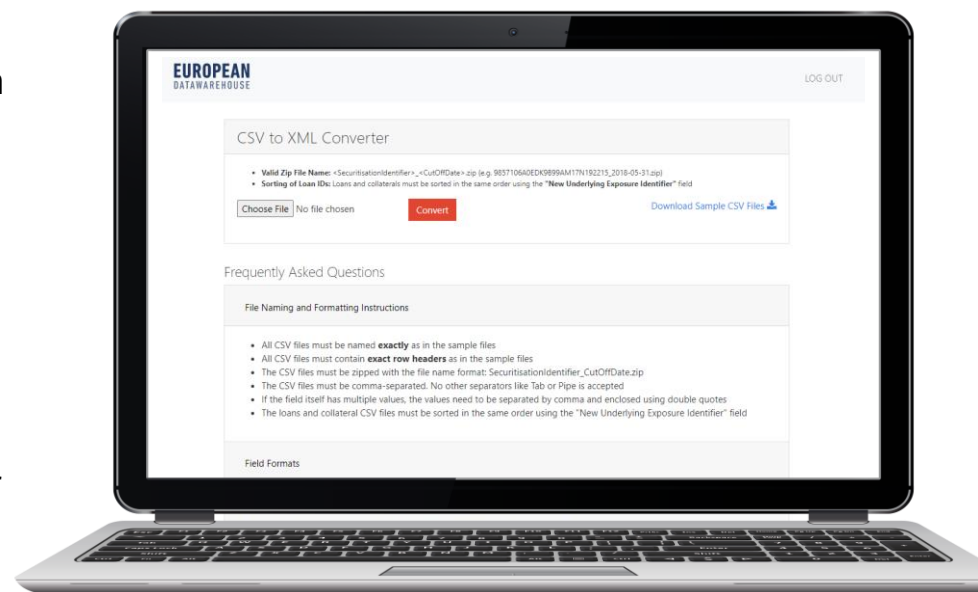 EUROPEAN
DATAWAREHOUSE
LOG OUT
CSV to XML Converter
• Valid Zip File Name: <SecuritisationIdentifier>_<CutOffDate>.zip (e.g. 9857106A0EDK9B99AM17N192215_2018-05-31.zip)
• Sorting of Loan IDs: Loans and collaterals must be sorted in the same order using the "New Underlying Exposure Identifier" field
Choose File No file chosen Convert Download Sample CSV Files
Frequently Asked Questions
File Naming and Formatting Instructions
• All CSV files must be named exactly as in the sample files
• All CSV files must contain exact row headers as in the sample files
• The CSV files must be zipped with the file name format: SecuritisationIdentifier_CutOffDate.zip
• The CSV files must be comma-separated. No other separators like Tab or Pipe is accepted
• If the field itself has multiple values, the values need to be separated by comma and enclosed using double quotes
• The loans and collateral CSV files must be sorted in the same order using the "New Underlying Exposure Identifier" field
Field Formats